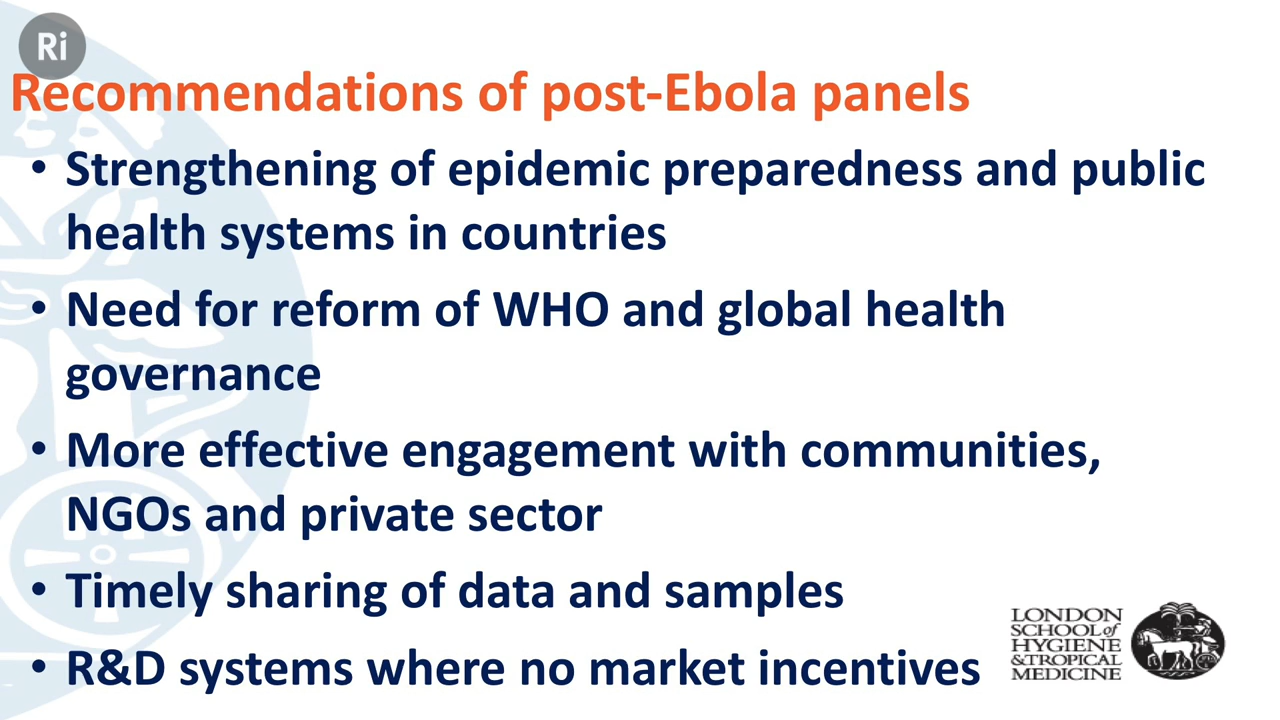 Ri
Recommendations of post-Ebola panels
• Strengthening of epidemic preparedness and public
health systems in countries
• Need for reform of WHO and global health
governance
• More effective engagement with communities,
NGOs and private sector
• Timely sharing of data and samples
• R&D systems where no market incentives
LONDON
SCHOOL of
HYGIENE
& TROPICAL
MEDICINE